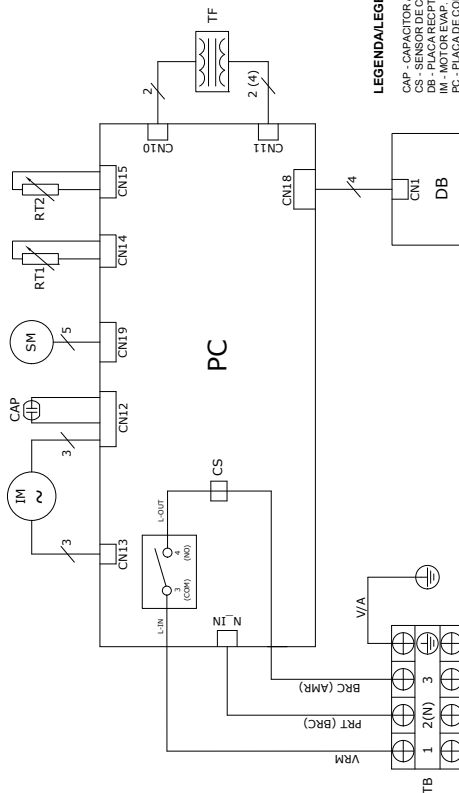 TF
2
2 (4)
CN10
CN11
CN15
RT2
CN14
RT1
CN18
4
CN1
DB
SM
5
CN19
PC
CAP
CN12
3
IM
~
3
CN13
CS
L-OUT
4
(NO)
3
(COM)
L-IN
N_IN
V/A
BRC (AMR)
PRT (BRC)
VRM
TB
1
2(N)
3
LEGENDA/LEGE
CAP - CAPACITOR
CS - SENSOR DE C
DB - PLACA RECPT
IM - MOTOR EVAP.
PC - PLACA DE CO